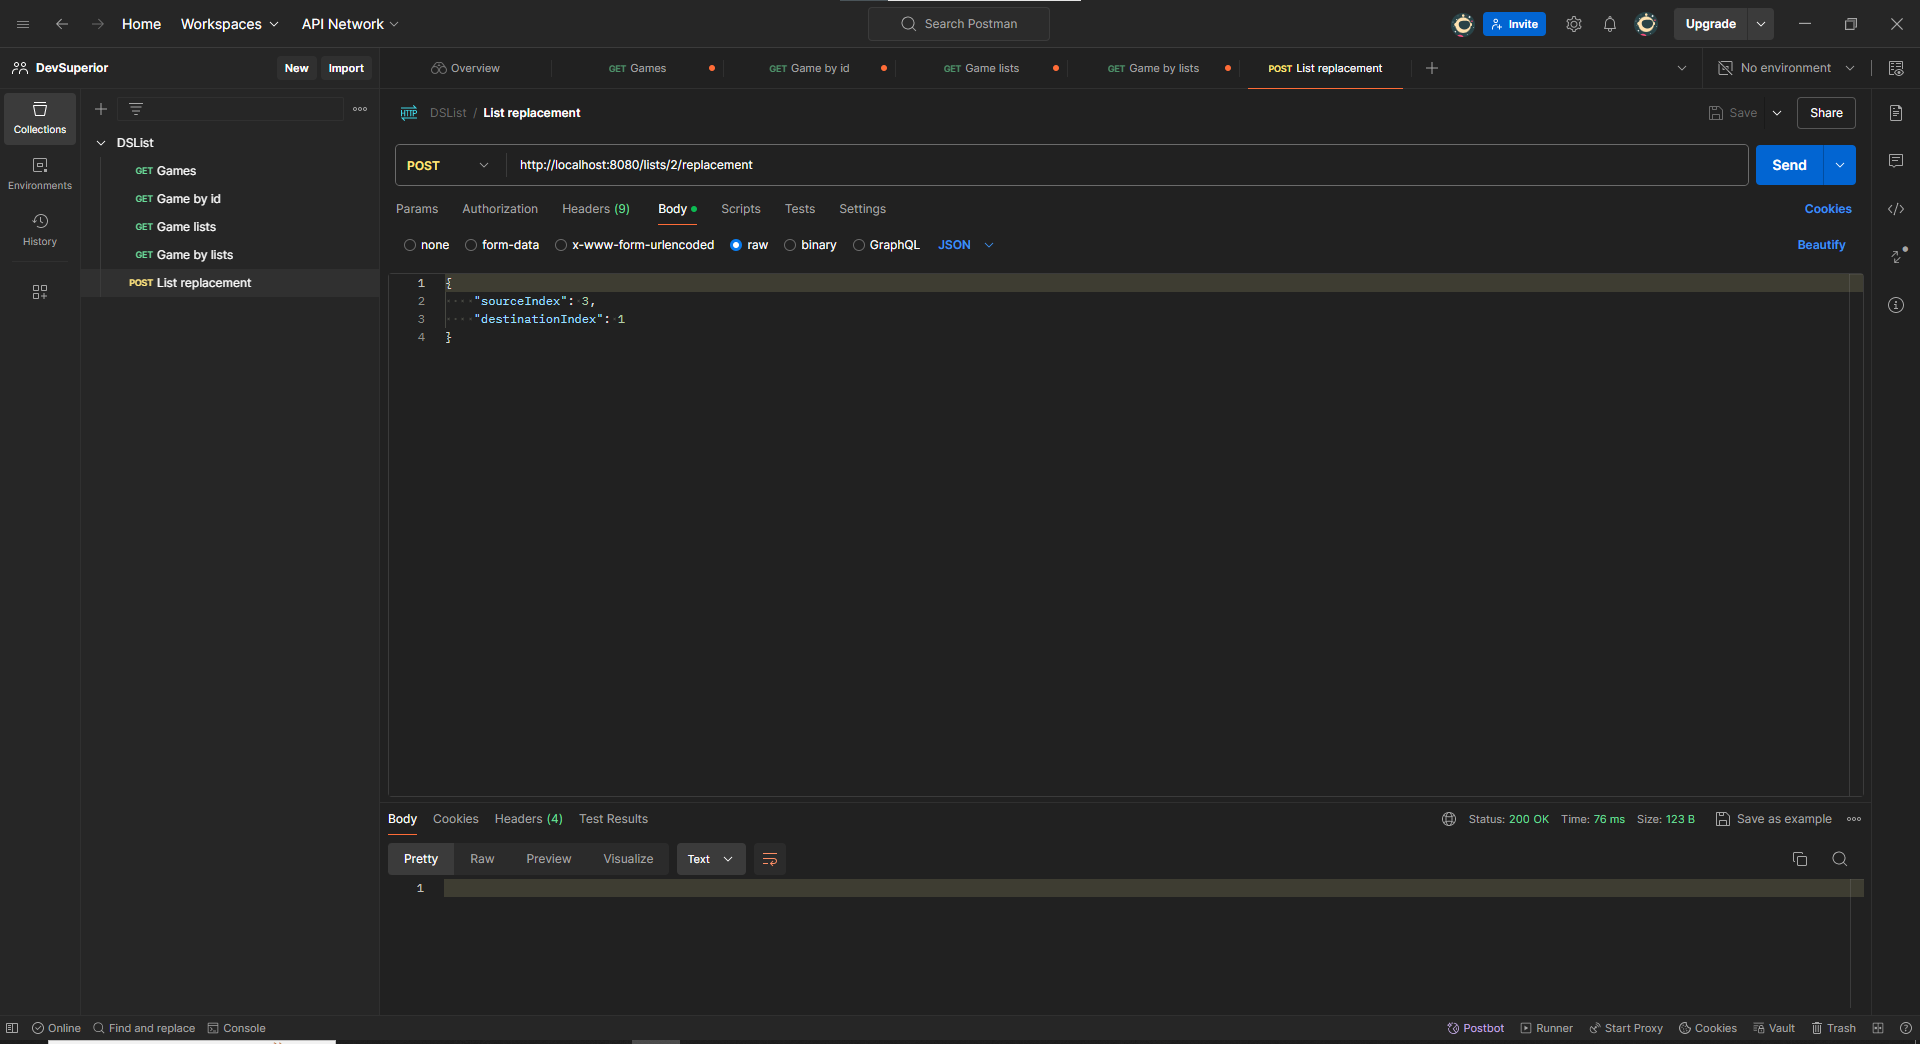 Home Workspaces API Network Search Postman Invite Upgrade
DevSuperior New Import Overview GET Games GET Game by id GET Game lists GET Game by lists POST List replacement No environment
Collections
Environments
History
DSList
GET Games
GET Game by id
GET Game lists
GET Game by lists
POST List replacement
HTTP DSList / List replacement Save Share
POST http://localhost:8080/lists/2/replacement Send
Params Authorization Headers (9) Body Scripts Tests Settings Cookies
none form-data x-www-form-urlencoded raw binary GraphQL JSON Beautify
1 {
2 "sourceIndex": 3,
3 "destinationIndex": 1
4 }
Body Cookies Headers (4) Test Results Status: 200 OK Time: 76 ms Size: 123 B Save as example
Pretty Raw Preview Visualize Text
1
Online Find and replace Console Postbot Runner Start Proxy Cookies Vault Trash